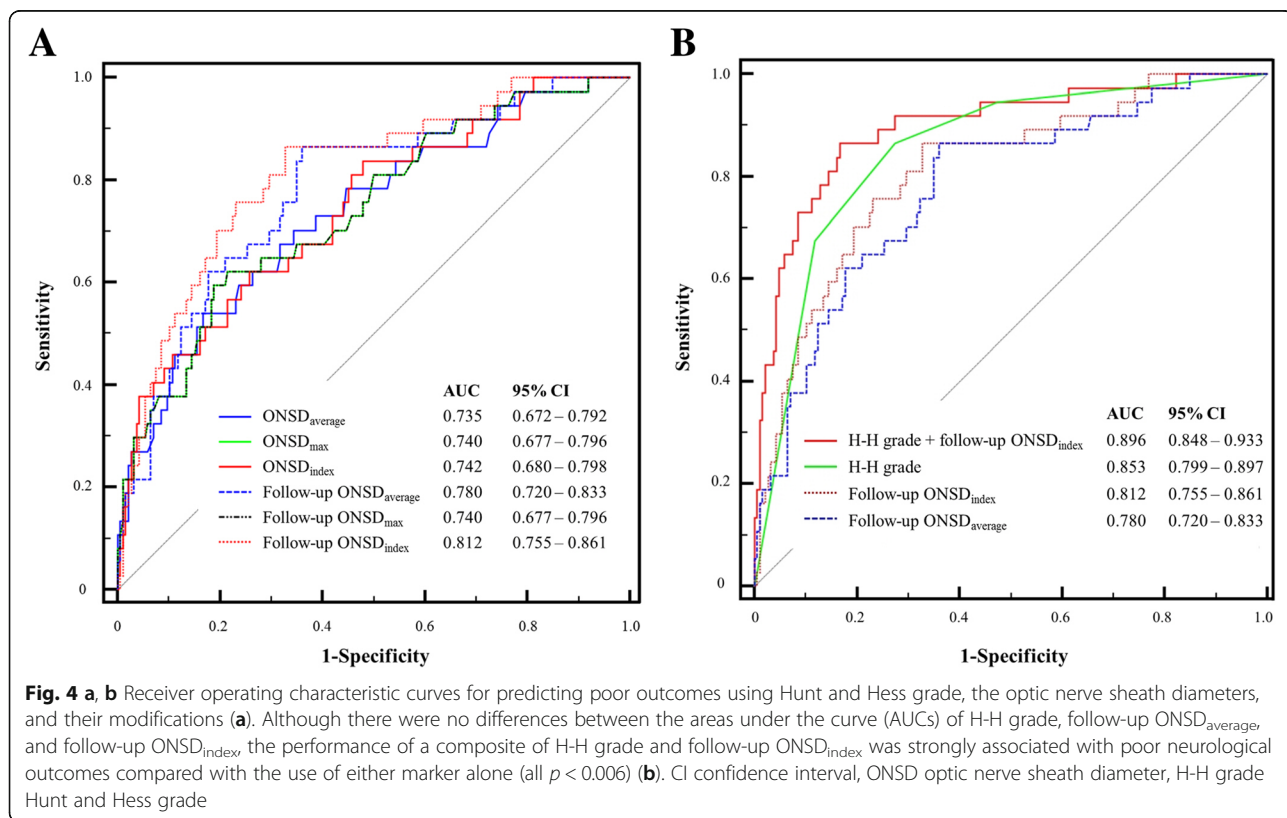 A
1.0
0.8
0.6
0.4
0.2
0
Sensitivity
AUC 95% CI
ONSDaverage 0.735 0.672 – 0.792
ONSDmax 0.740 0.677 – 0.796
ONSDindex 0.742 0.680 – 0.798
Follow-up ONSDaverage 0.780 0.720 – 0.833
Follow-up ONSDmax 0.740 0.677 – 0.796
Follow-up ONSDindex 0.812 0.755 – 0.861
0 0.2 0.4 0.6 0.8 1.0
1-Specificity
B
1.0
0.8
0.6
0.4
0.2
0
Sensitivity
AUC 95% CI
H-H grade + follow-up ONSDindex 0.896 0.848 – 0.933
H-H grade 0.853 0.799 – 0.897
Follow-up ONSDindex 0.812 0.755 – 0.861
Follow-up ONSDaverage 0.780 0.720 – 0.833
0 0.2 0.4 0.6 0.8 1.0
1-Specificity
Fig. 4 a, b Receiver operating characteristic curves for predicting poor outcomes using Hunt and Hess grade, the optic nerve sheath diameters,
and their modifications (a). Although there were no differences between the areas under the curve (AUCs) of H-H grade, follow-up ONSDaverage,
and follow-up ONSDindex, the performance of a composite of H-H grade and follow-up ONSDindex was strongly associated with poor neurological
outcomes compared with the use of either marker alone (all p < 0.006) (b). CI confidence interval, ONSD optic nerve sheath diameter, H-H grade
Hunt and Hess grade